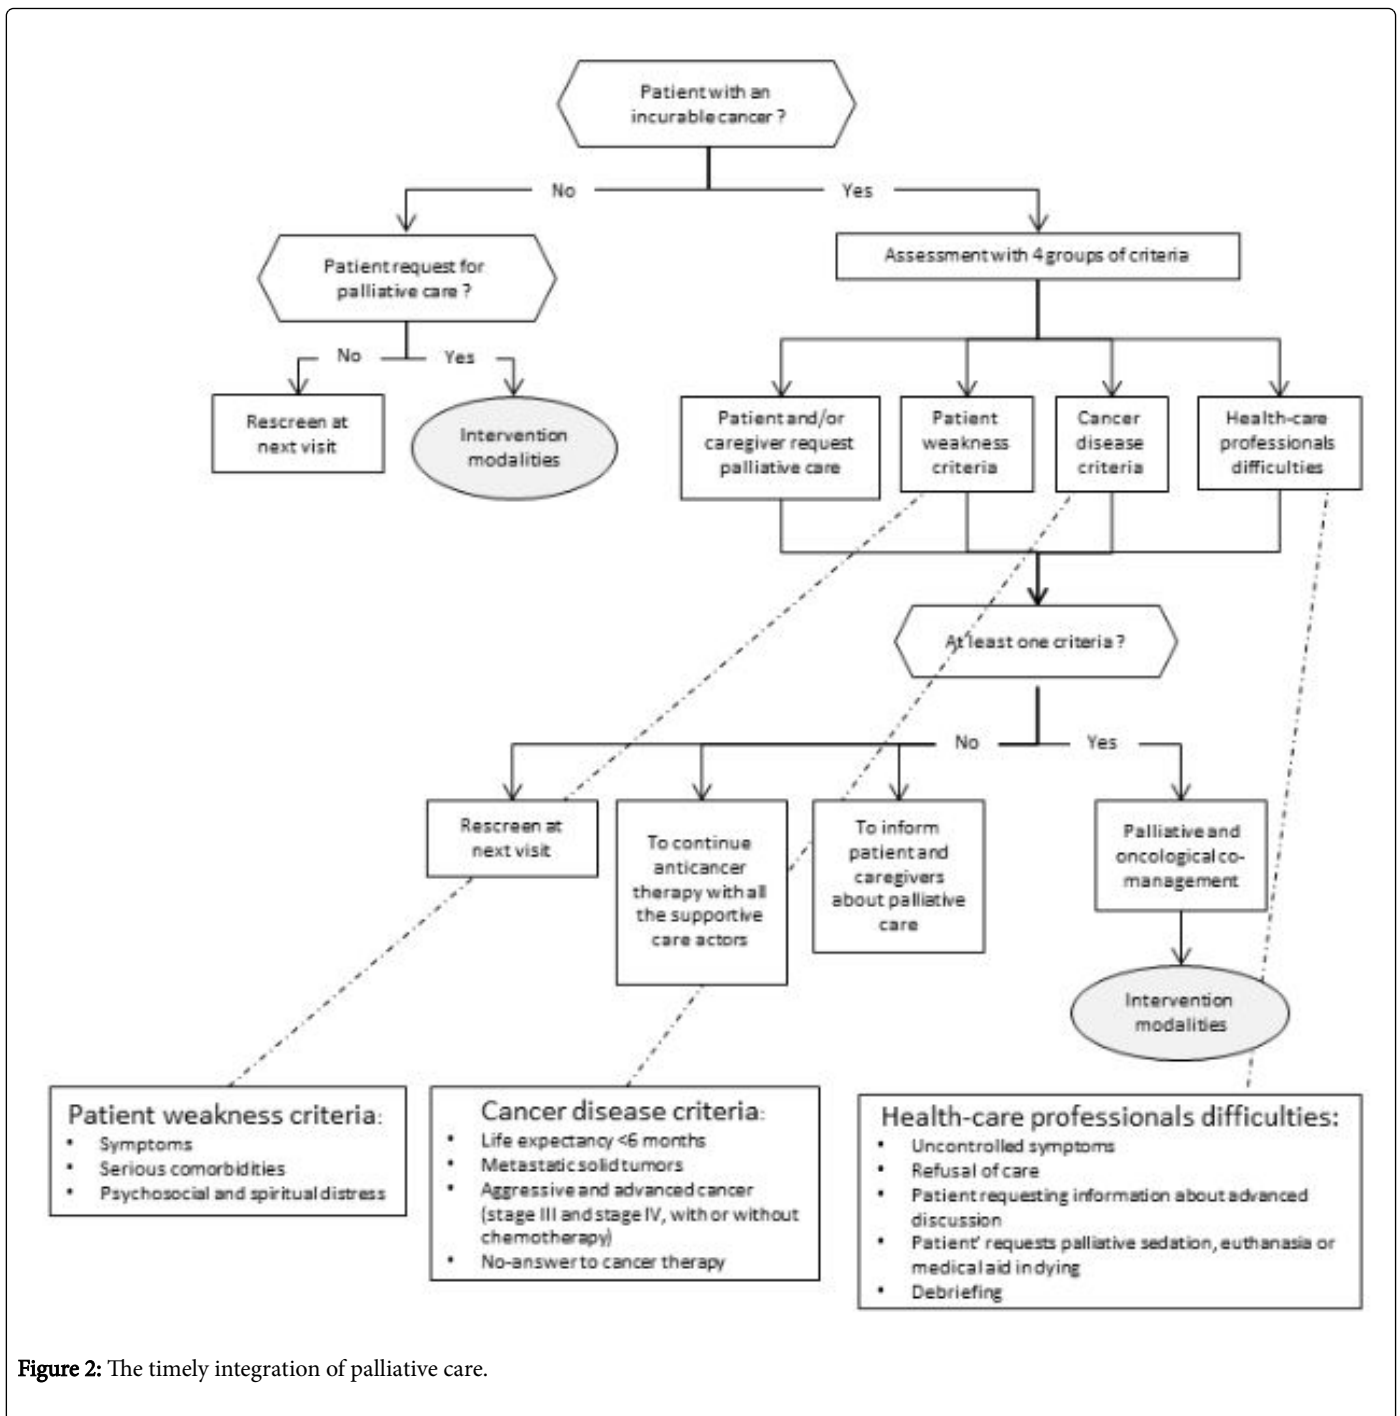 Patient with an
incurable cancer ?
No
Yes
Patient request for
palliative care ?
Assessment with 4 groups of criteria
No
Yes
Rescreen at
next visit
Intervention
modalities
Patient and/or
caregiver request
palliative care
Patient
weakness
criteria
Cancer
disease
criteria
Health-care
professionals
difficulties
At least one criteria ?
No
Yes
Rescreen at
next visit
To continue
anticancer
therapy with all
the supportive
care actors
To inform
patient and
caregivers
about palliative
care
Palliative and
oncological co-
management
Intervention
modalities
Patient weakness criteria:
• Symptoms
• Serious comorbidities
• Psychosocial and spiritual distress
Cancer disease criteria:
• Life expectancy <6 months
• Metastatic solid tumors
• Aggressive and advanced cancer
(stage III and stage IV, with or without
chemotherapy)
• No-answer to cancer therapy
Health-care professionals difficulties:
• Uncontrolled symptoms
• Refusal of care
• Patient requesting information about advanced
discussion
• Patient' requests palliative sedation, euthanasia or
medical aid in dying
• Debriefing
Figure 2: The timely integration of palliative care.